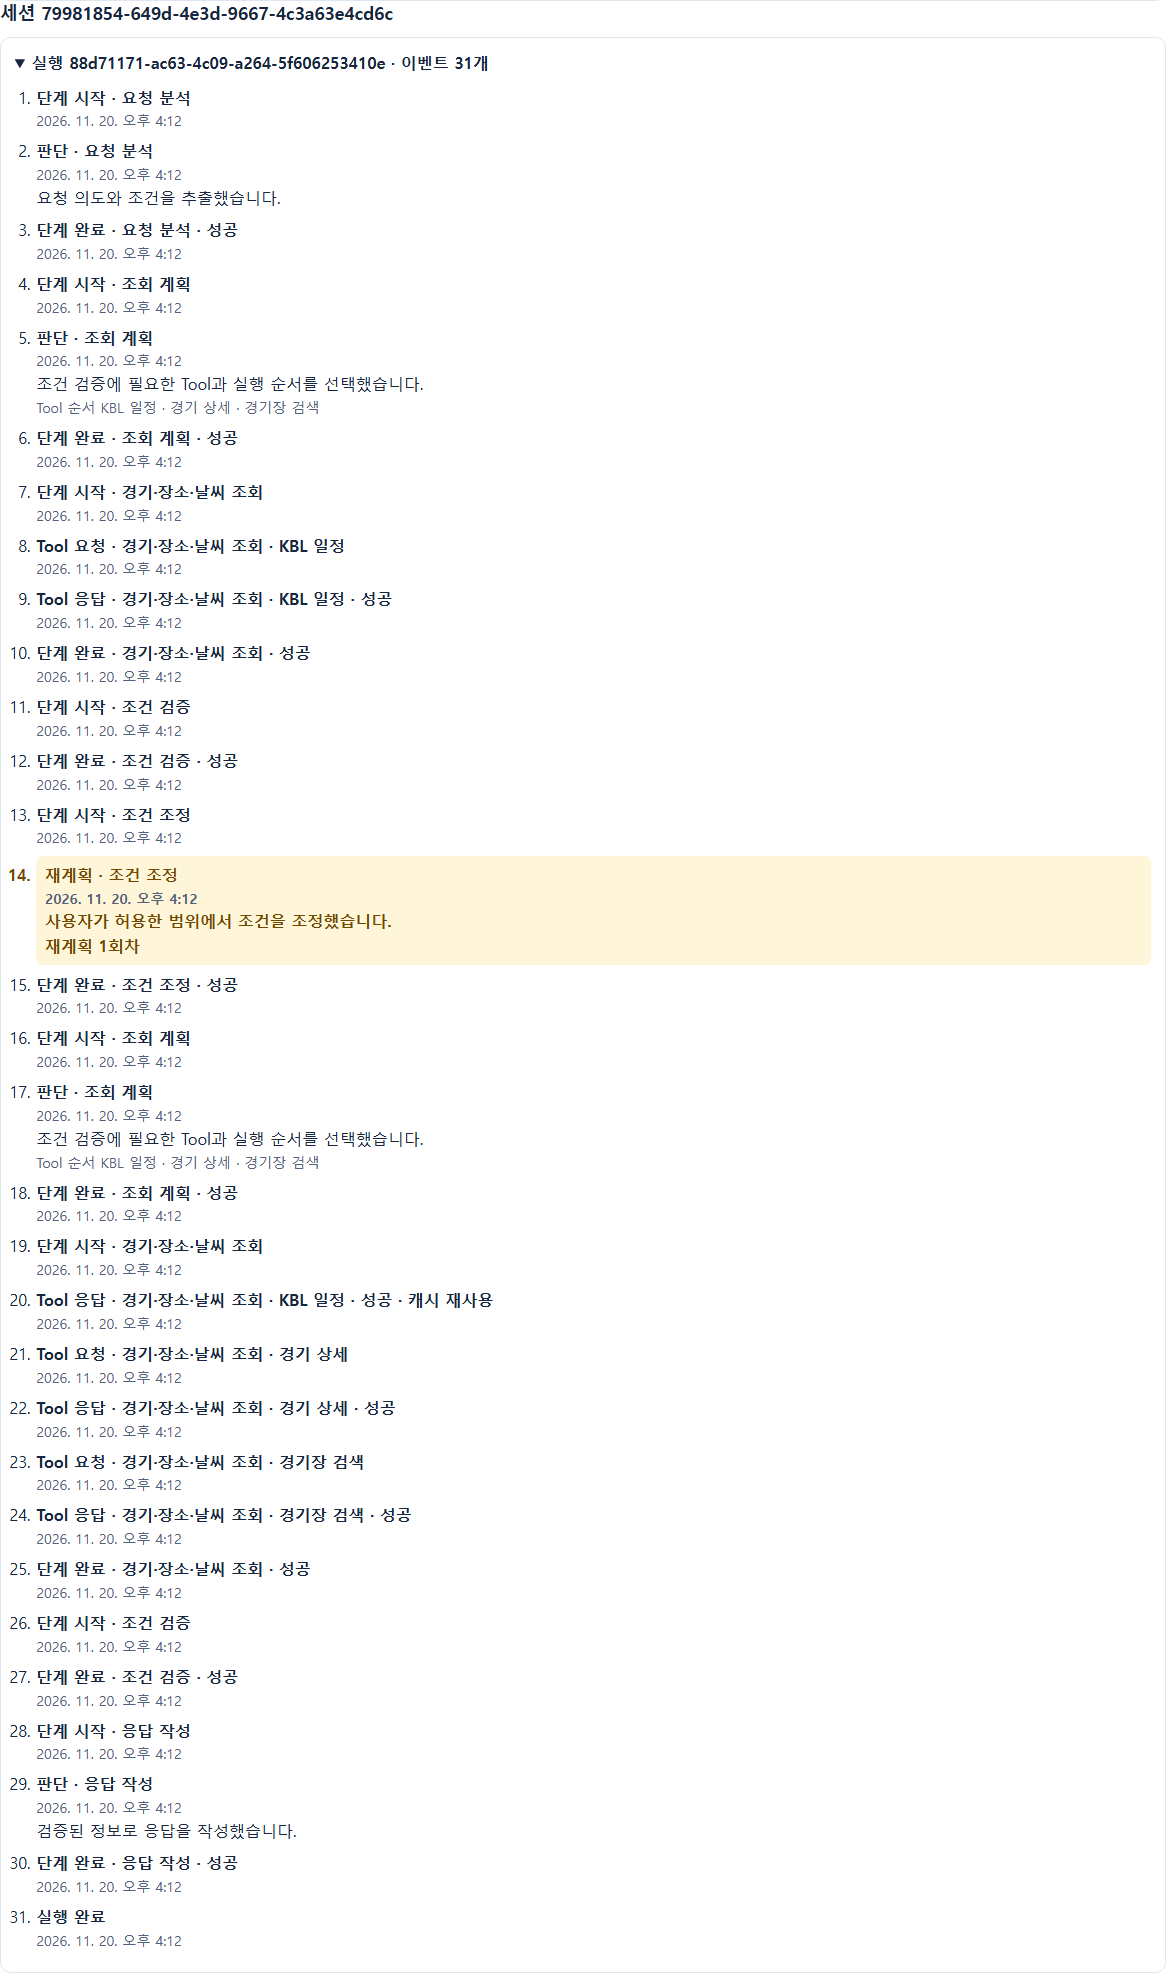 세션 79981854-649d-4e3d-9667-4c3a63e4cd6c
▼ 실행 88d71171-ac63-4c09-a264-5f606253410e · 이벤트 31개
1. 단계 시작 · 요청 분석
2026. 11. 20. 오후 4:12
2. 판단 · 요청 분석
2026. 11. 20. 오후 4:12
요청 의도와 조건을 추출했습니다.
3. 단계 완료 · 요청 분석 · 성공
2026. 11. 20. 오후 4:12
4. 단계 시작 · 조회 계획
2026. 11. 20. 오후 4:12
5. 판단 · 조회 계획
2026. 11. 20. 오후 4:12
조건 검증에 필요한 Tool과 실행 순서를 선택했습니다.
Tool 순서 KBL 일정 · 경기 상세 · 경기장 검색
6. 단계 완료 · 조회 계획 · 성공
2026. 11. 20. 오후 4:12
7. 단계 시작 · 경기·장소·날씨 조회
2026. 11. 20. 오후 4:12
8. Tool 요청 · 경기·장소·날씨 조회 · KBL 일정
2026. 11. 20. 오후 4:12
9. Tool 응답 · 경기·장소·날씨 조회 · KBL 일정 · 성공
2026. 11. 20. 오후 4:12
10. 단계 완료 · 경기·장소·날씨 조회 · 성공
2026. 11. 20. 오후 4:12
11. 단계 시작 · 조건 검증
2026. 11. 20. 오후 4:12
12. 단계 완료 · 조건 검증 · 성공
2026. 11. 20. 오후 4:12
13. 단계 시작 · 조건 조정
2026. 11. 20. 오후 4:12
14. 재계획 · 조건 조정
2026. 11. 20. 오후 4:12
사용자가 허용한 범위에서 조건을 조정했습니다.
재계획 1회차
15. 단계 완료 · 조건 조정 · 성공
2026. 11. 20. 오후 4:12
16. 단계 시작 · 조회 계획
2026. 11. 20. 오후 4:12
17. 판단 · 조회 계획
2026. 11. 20. 오후 4:12
조건 검증에 필요한 Tool과 실행 순서를 선택했습니다.
Tool 순서 KBL 일정 · 경기 상세 · 경기장 검색
18. 단계 완료 · 조회 계획 · 성공
2026. 11. 20. 오후 4:12
19. 단계 시작 · 경기·장소·날씨 조회
2026. 11. 20. 오후 4:12
20. Tool 응답 · 경기·장소·날씨 조회 · KBL 일정 · 성공 · 캐시 재사용
2026. 11. 20. 오후 4:12
21. Tool 요청 · 경기·장소·날씨 조회 · 경기 상세
2026. 11. 20. 오후 4:12
22. Tool 응답 · 경기·장소·날씨 조회 · 경기 상세 · 성공
2026. 11. 20. 오후 4:12
23. Tool 요청 · 경기·장소·날씨 조회 · 경기장 검색
2026. 11. 20. 오후 4:12
24. Tool 응답 · 경기·장소·날씨 조회 · 경기장 검색 · 성공
2026. 11. 20. 오후 4:12
25. 단계 완료 · 경기·장소·날씨 조회 · 성공
2026. 11. 20. 오후 4:12
26. 단계 시작 · 조건 검증
2026. 11. 20. 오후 4:12
27. 단계 완료 · 조건 검증 · 성공
2026. 11. 20. 오후 4:12
28. 단계 시작 · 응답 작성
2026. 11. 20. 오후 4:12
29. 판단 · 응답 작성
2026. 11. 20. 오후 4:12
검증된 정보로 응답을 작성했습니다.
30. 단계 완료 · 응답 작성 · 성공
2026. 11. 20. 오후 4:12
31. 실행 완료
2026. 11. 20. 오후 4:12